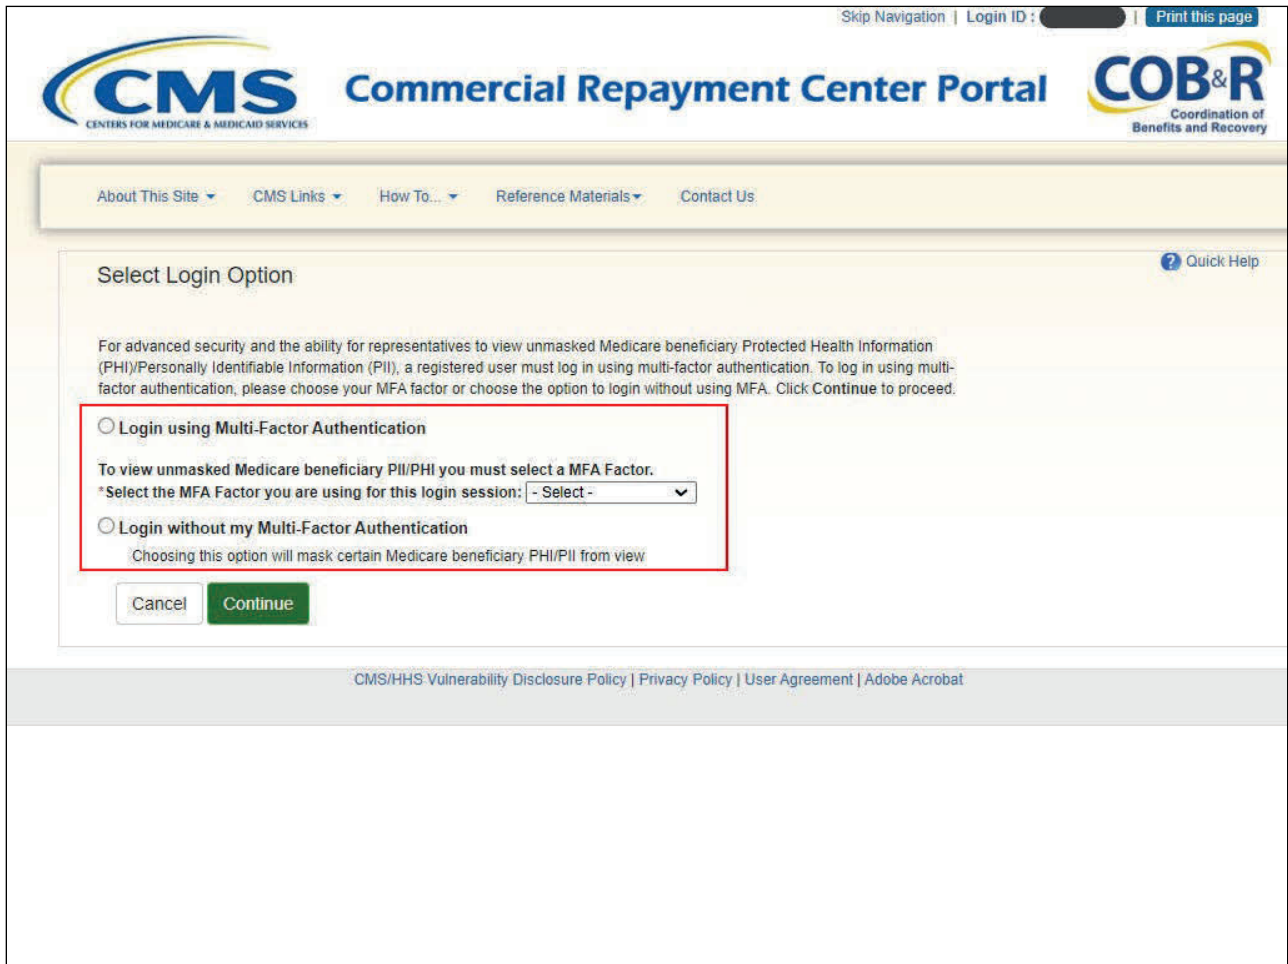 Skip Navigation | Login ID : | Print this page
CMS
CENTERS FOR MEDICARE & MEDICAID SERVICES
Commercial Repayment Center Portal
COB&R
Coordination of
Benefits and Recovery
About This Site CMS Links How To... Reference Materials Contact Us
Quick Help
Select Login Option
For advanced security and the ability for representatives to view unmasked Medicare beneficiary Protected Health Information
(PHI)/Personally Identifiable Information (PII), a registered user must log in using multi-factor authentication. To log in using multi-
factor authentication, please choose your MFA factor or choose the option to login without using MFA. Click Continue to proceed.
Login using Multi-Factor Authentication
To view unmasked Medicare beneficiary PII/PHI you must select a MFA Factor.
*Select the MFA Factor you are using for this login session: - Select -
Login without my Multi-Factor Authentication
Choosing this option will mask certain Medicare beneficiary PHI/PII from view
Cancel Continue
CMS/HHS Vulnerability Disclosure Policy | Privacy Policy | User Agreement | Adobe Acrobat